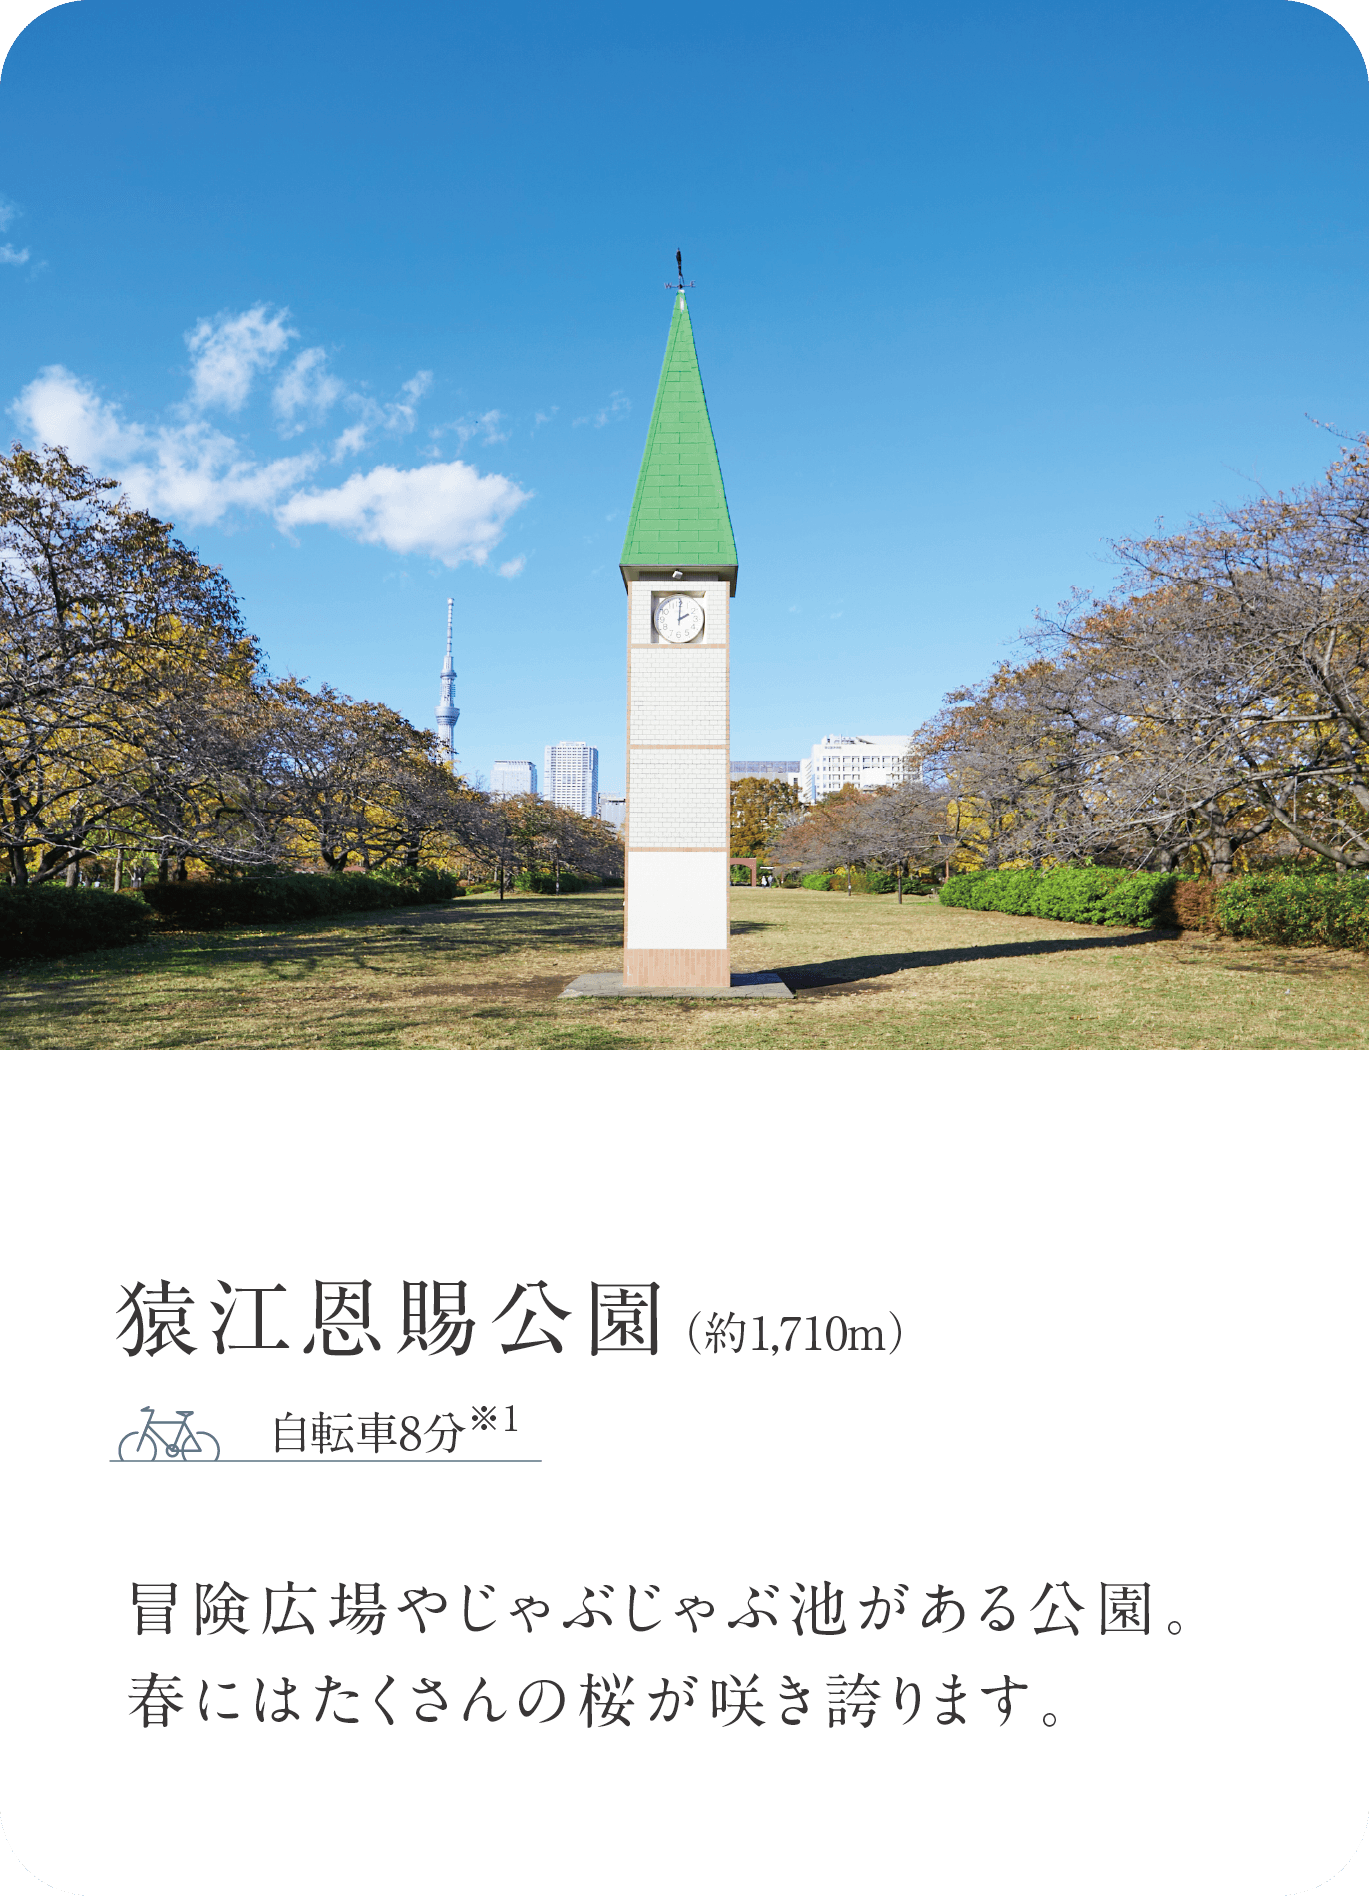 猿江恩賜公園（約1,710m）
自転車8分※1
冒険広場やじゃぶじゃぶ池がある公園。
春にはたくさんの桜が咲き誇ります。